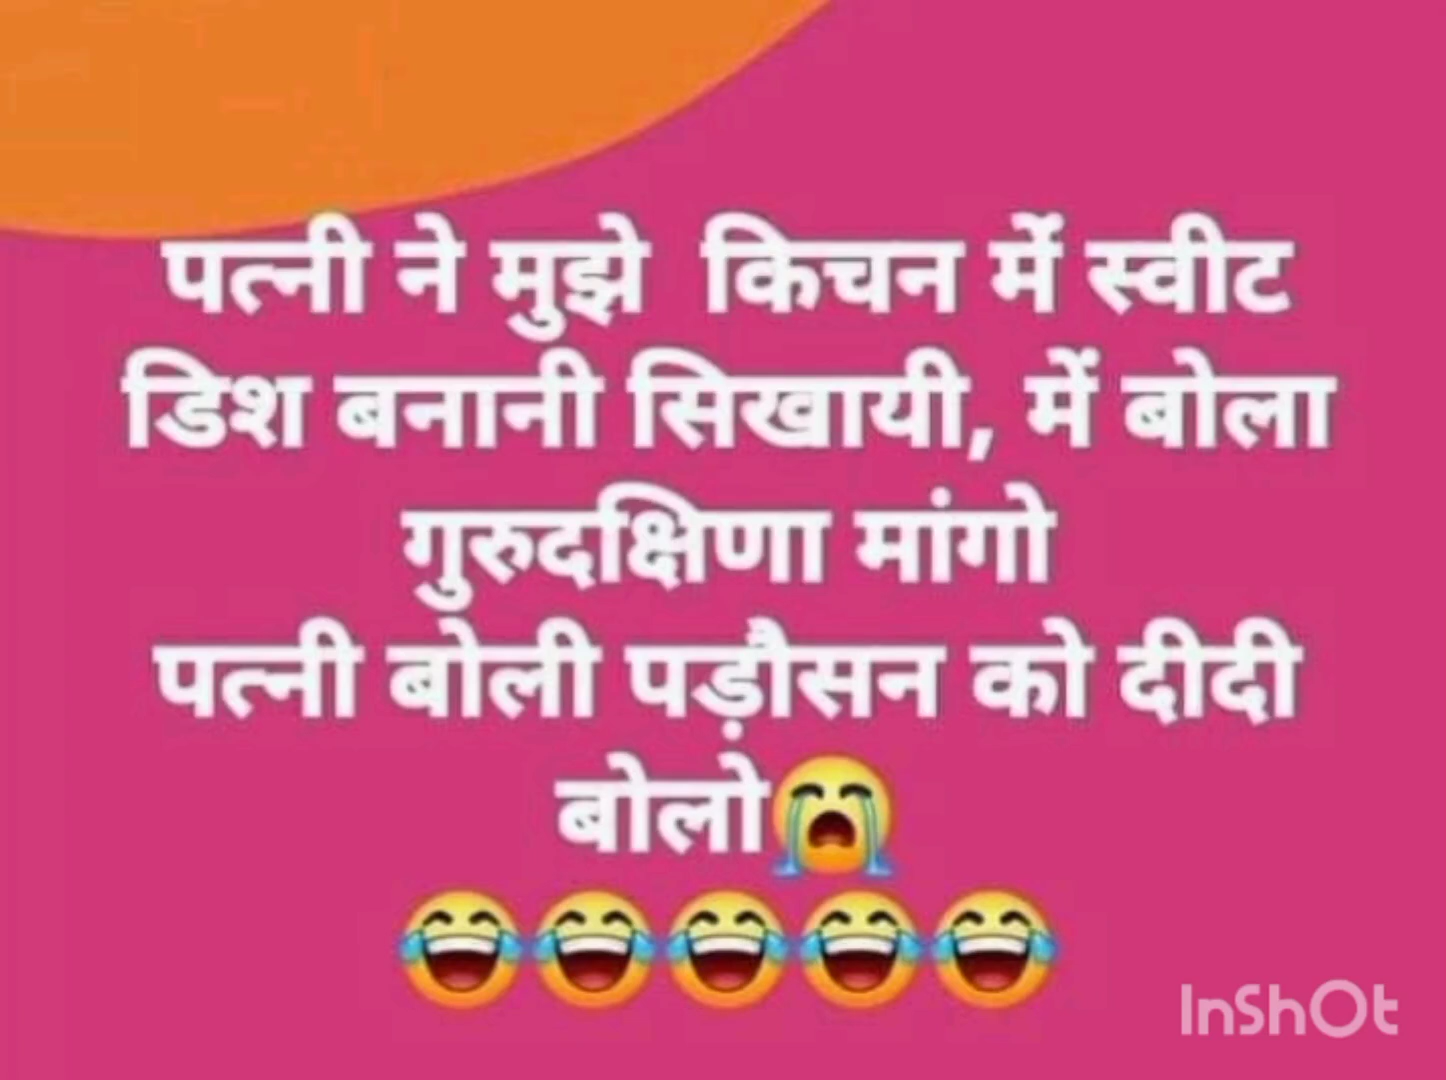 पत्नी ने मुझे किचन में स्वीट
डिश बनानी सिखायी, में बोला
गुरुदक्षिणा मांगो
पत्नी बोली पड़ौसन को दीदी
बोलो😭
😂😂😂😂😂
InShOt